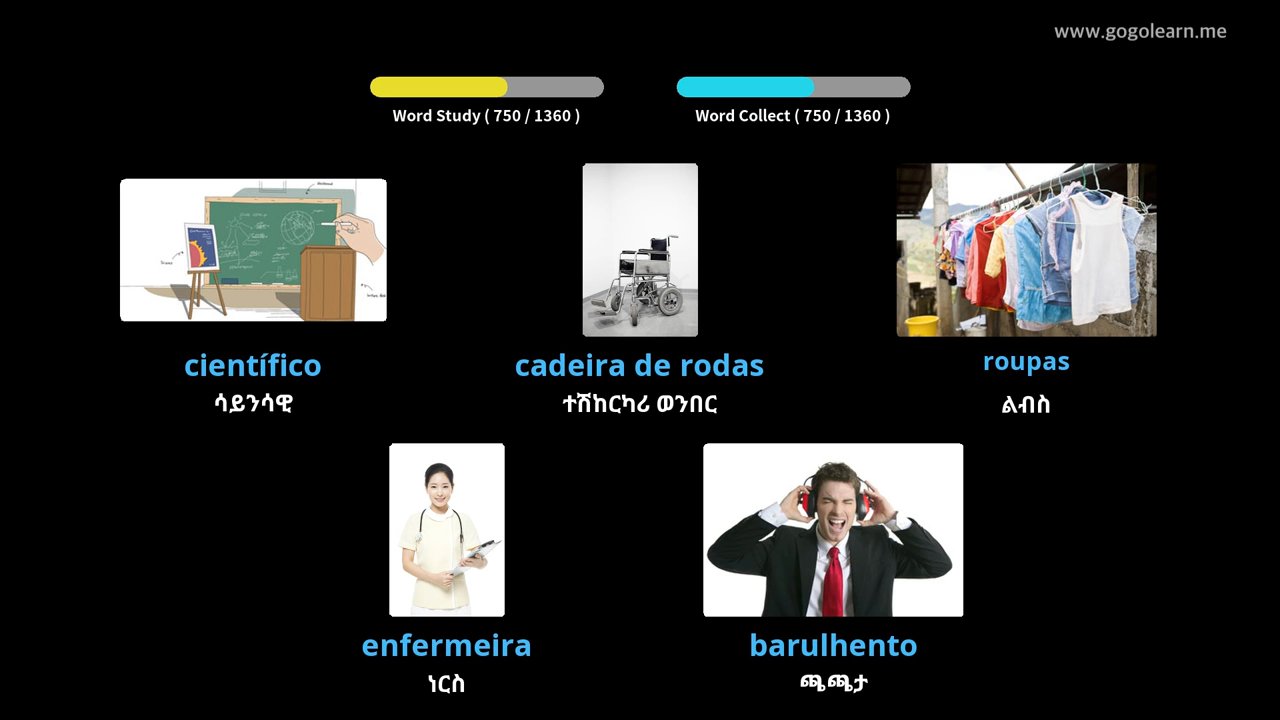 www.gogolearn.me
Word Study ( 750 / 1360 )
Word Collect ( 750 / 1360 )
científico
ሳይንሳዊ
cadeira de rodas
ተሽከርካሪ ወንበር
roupas
ልብስ
enfermeira
ነርስ
barulhento
ጫጫታ